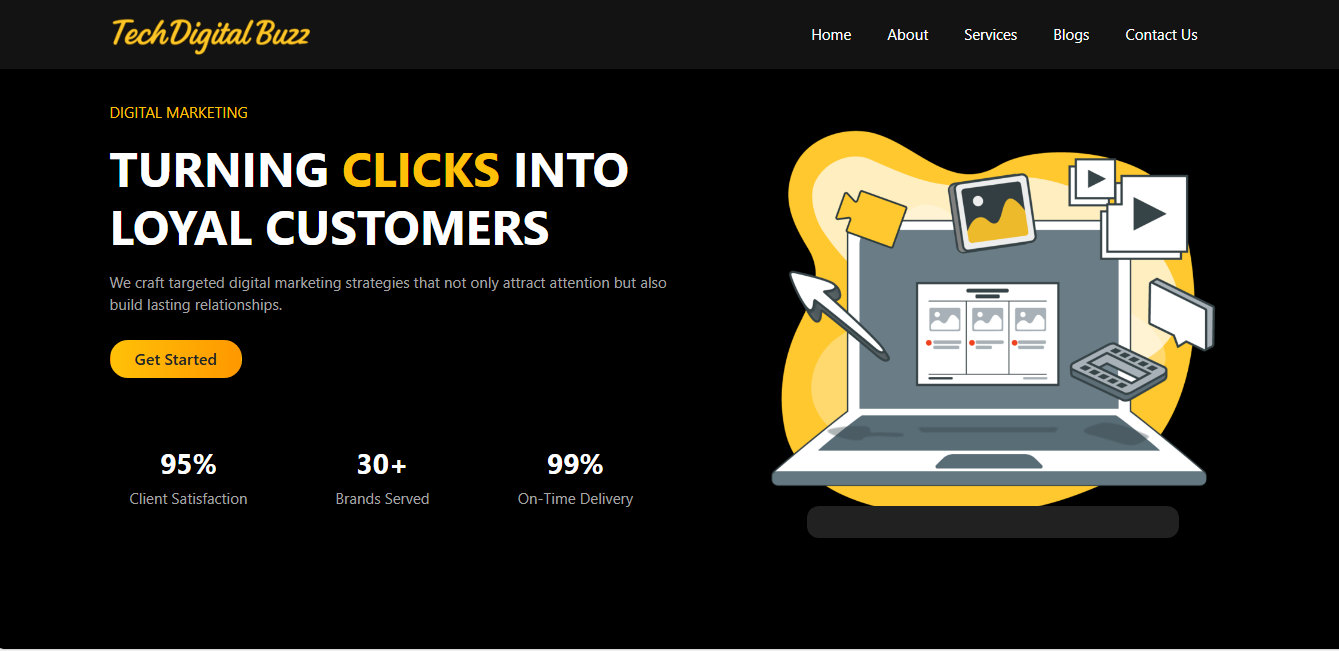 TechDigital Buzz
Home About Services Blogs Contact Us
DIGITAL MARKETING
TURNING CLICKS INTO
LOYAL CUSTOMERS
We craft targeted digital marketing strategies that not only attract attention but also
build lasting relationships.
Get Started
95% 30+ 99%
Client Satisfaction Brands Served On-Time Delivery